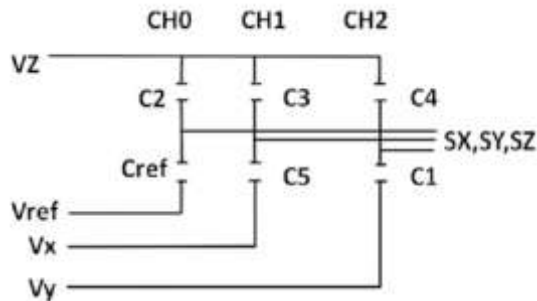 CH0 CH1 CH2
VZ
C2 C3 C4
SX,SY,SZ
Cref C5 C1
Vref
Vx
Vy